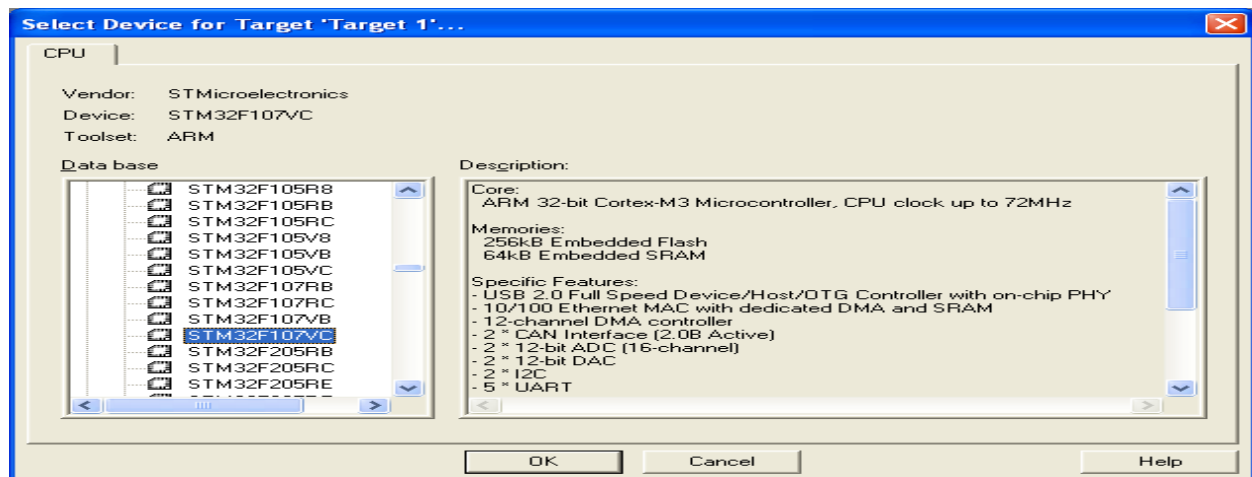 Select Device for Target 'Target 1'...
CPU
Vendor: STMicroelectronics
Device: STM32F107VC
Toolset: ARM
Data base
STM32F105R8
STM32F105RB
STM32F105RC
STM32F105V8
STM32F105VB
STM32F105VC
STM32F107RB
STM32F107RC
STM32F107VB
STM32F107VC
STM32F205RB
STM32F205RC
STM32F205RE
Description:
Core:
ARM 32-bit Cortex-M3 Microcontroller, CPU clock up to 72MHz
Memories:
256kB Embedded Flash
64kB Embedded SRAM
Specific Features:
- USB 2.0 Full Speed Device/Host/OTG Controller with on-chip PHY
- 10/100 Ethernet MAC with dedicated DMA and SRAM
- 12-channel DMA controller
- 2 * CAN Interface (2.0B Active)
- 2 * 12-bit ADC (16-channel)
- 2 * 12-bit DAC
- 2 * I2C
- 5 * UART
OK
Cancel
Help